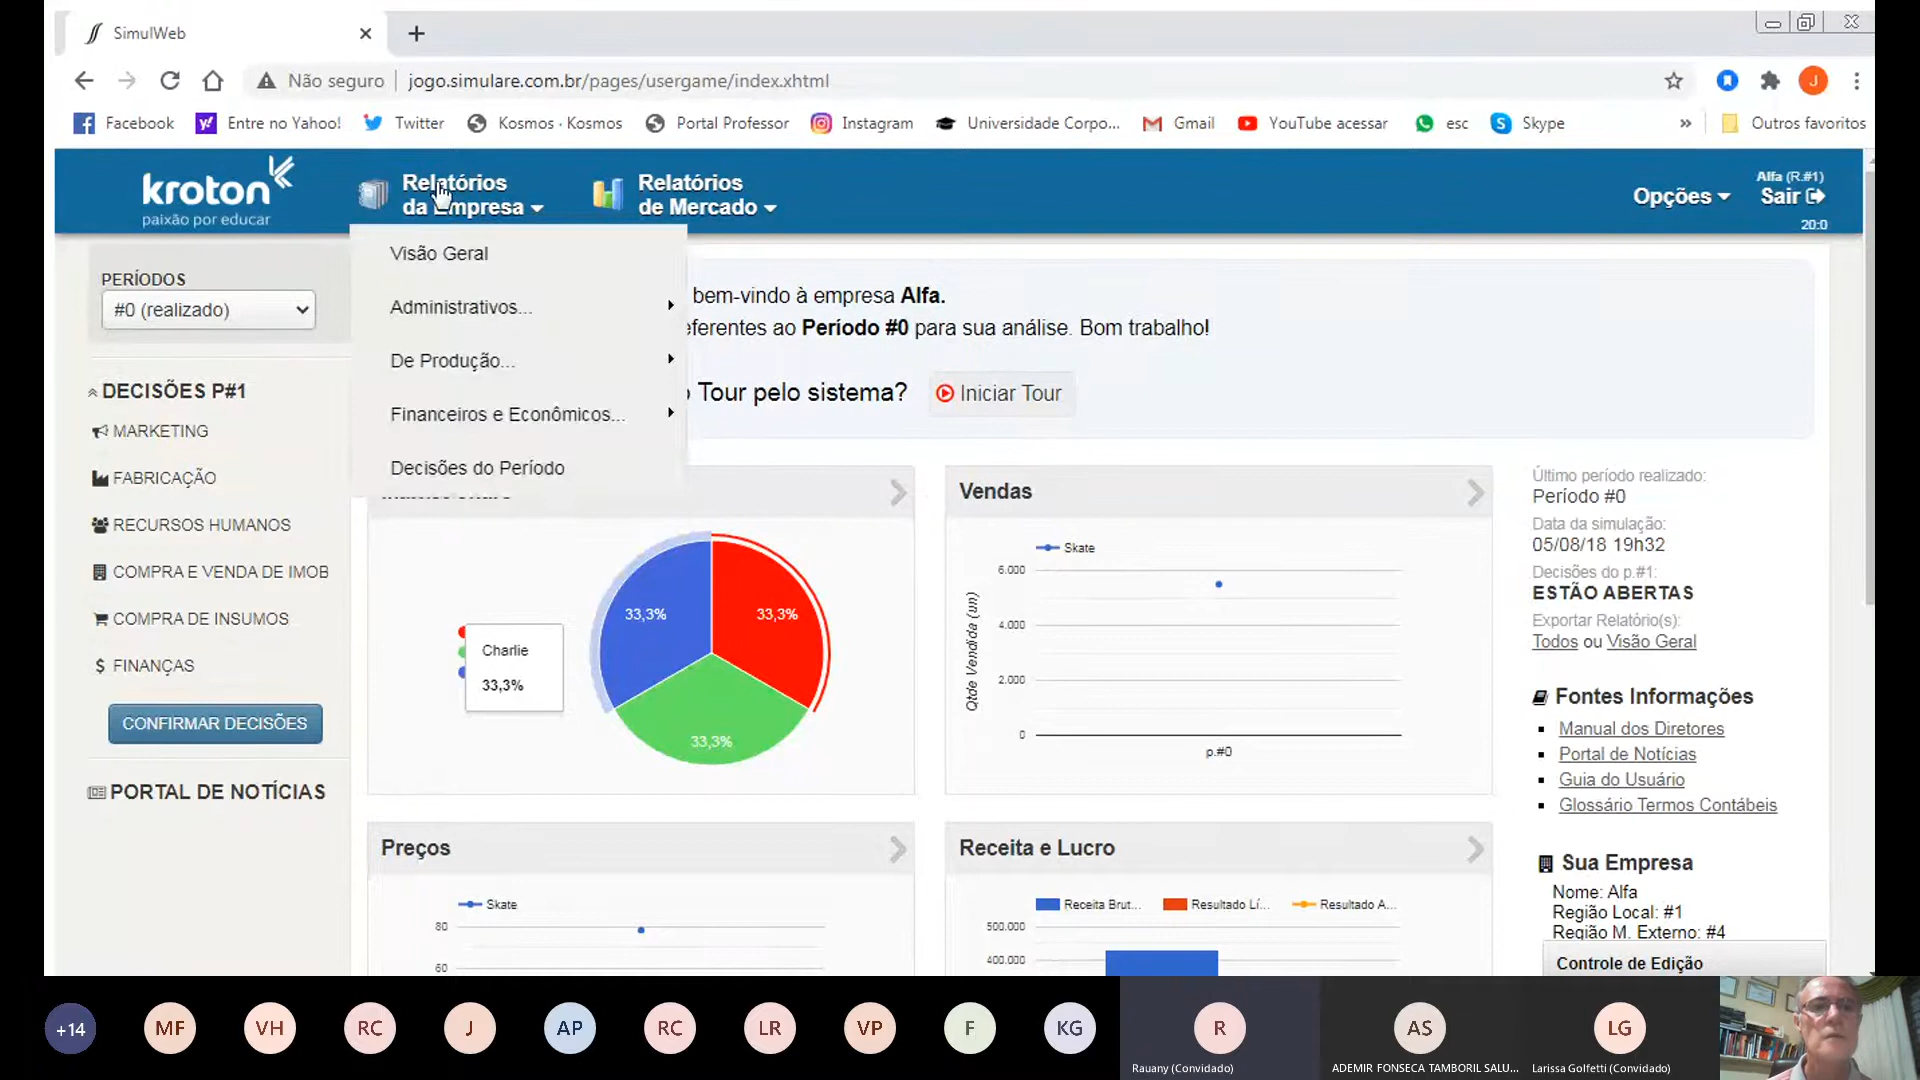 SimulWeb
Não seguro
jogo.simulare.com.br/pages/usergame/index.xhtml
J
Facebook
Entre no Yahoo!
Twitter
Kosmos · Kosmos
Portal Professor
Instagram
Universidade Corpo...
Gmail
YouTube acessar
esc
Skype
»
Outros favoritos
kroton
paixão por educar
Relatórios
da Empresa
Relatórios
de Mercado
Opções
Alfa (R.#1)
Sair
20:0
Visão Geral
Administrativos...
De Produção...
Financeiros e Econômicos...
Decisões do Período
PERÍODOS
#0 (realizado)
DECISÕES P#1
MARKETING
FABRICAÇÃO
RECURSOS HUMANOS
COMPRA E VENDA DE IMOB
COMPRA DE INSUMOS
$ FINANÇAS
CONFIRMAR DECISÕES
PORTAL DE NOTÍCIAS
bem-vindo à empresa Alfa.
eferentes ao Período #0 para sua análise. Bom trabalho!
Tour pelo sistema?
Iniciar Tour
Charlie
33,3%
33,3%
33,3%
33,3%
Vendas
Skate
6.000
4.000
2.000
0
Qtde Vendida (un)
p.#0
Preços
Skate
80
60
Receita e Lucro
Receita Brut...
Resultado Lí...
Resultado A...
500.000
400.000
Último período realizado:
Período #0
Data da simulação:
05/08/18 19h32
Decisões do p.#1:
ESTÃO ABERTAS
Exportar Relatório(s):
Todos ou Visão Geral
Fontes Informações
Manual dos Diretores
Portal de Notícias
Guia do Usuário
Glossário Termos Contábeis
Sua Empresa
Nome: Alfa
Região Local: #1
Região M. Externo: #4
Controle de Edição
+14
MF
VH
RC
J
AP
RC
LR
VP
F
KG
R
Rauany (Convidado)
AS
ADEMIR FONSECA TAMBORIL SALU...
LG
Larissa Golfetti (Convidado)